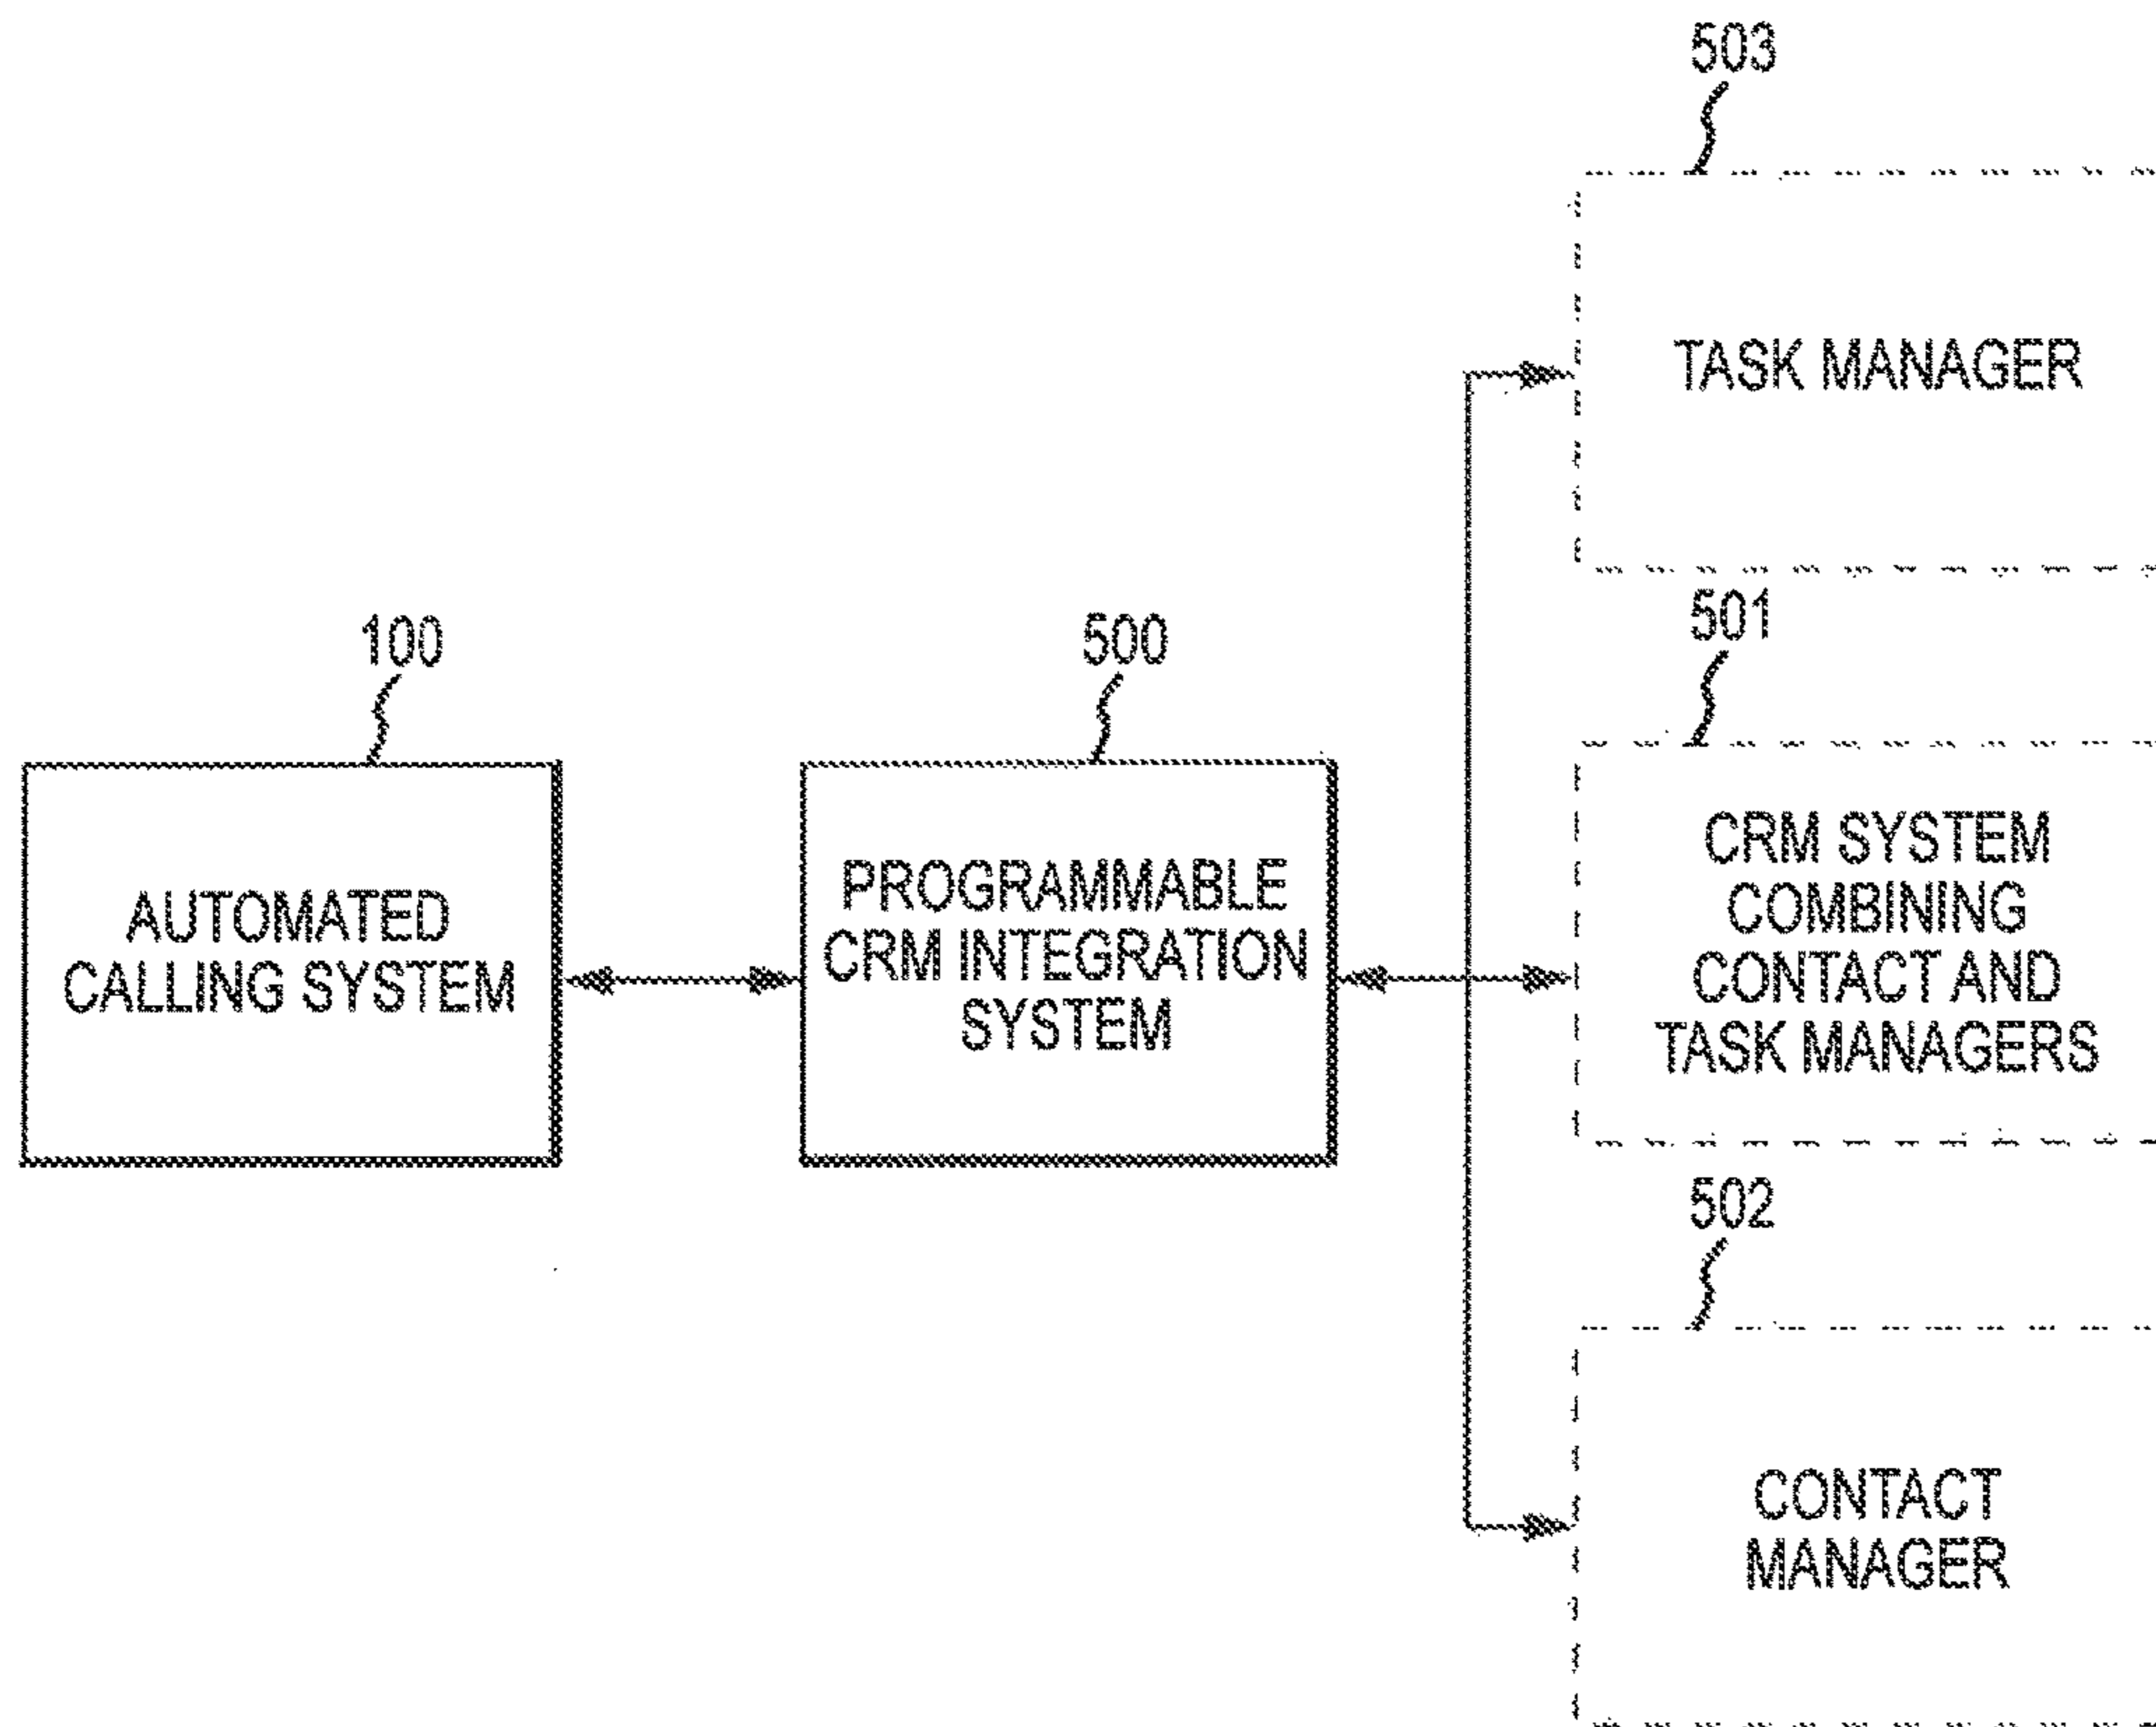 503
TASK MANAGER
501
CRM SYSTEM
COMBINING
CONTACT AND
TASK MANAGERS
100
AUTOMATED
CALLING SYSTEM
500
PROGRAMMABLE
CRM INTEGRATION
SYSTEM
502
CONTACT
MANAGER